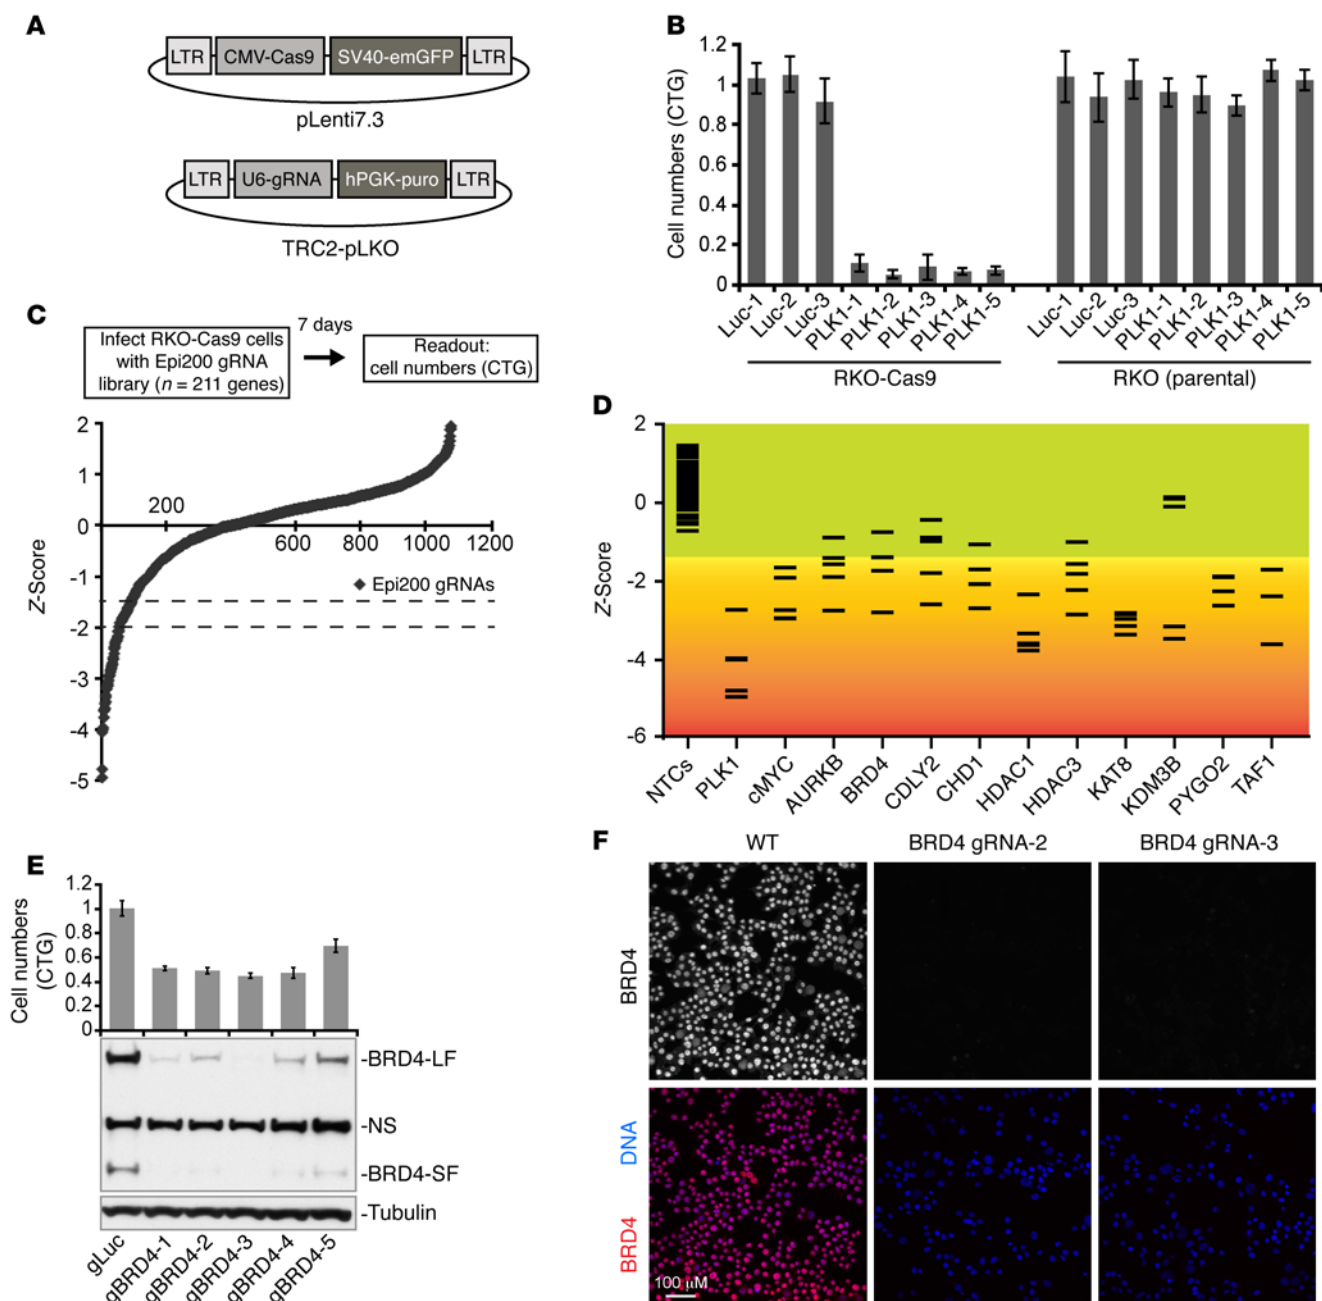 A
LTR CMV-Cas9 SV40-emGFP LTR
pLenti7.3
LTR U6-gRNA hPGK-puro LTR
TRC2-pLKO
B
Cell numbers (CTG)
1.2
1
0.8
0.6
0.4
0.2
0
Luc-1
Luc-2
Luc-3
PLK1-1
PLK1-2
PLK1-3
PLK1-4
PLK1-5
Luc-1
Luc-2
Luc-3
PLK1-1
PLK1-2
PLK1-3
PLK1-4
PLK1-5
RKO-Cas9
RKO (parental)
C
Infect RKO-Cas9 cells
with Epi200 gRNA
library (n = 211 genes)
7 days
Readout:
cell numbers (CTG)
Z-Score
2
1
0
-1
-2
-3
-4
-5
200
600 800 1000 1200
Epi200 gRNAs
D
Z-Score
2
0
-2
-4
-6
NTCs
PLK1
cMYC
AURKB
BRD4
CDLY2
CHD1
HDAC1
HDAC3
KAT8
KDM3B
PYGO2
TAF1
E
Cell numbers
(CTG)
1.2
1
0.8
0.6
0.4
0.2
0
-BRD4-LF
-NS
-BRD4-SF
-Tubulin
gLuc
gBRD4-1
gBRD4-2
gBRD4-3
gBRD4-4
gBRD4-5
F
WT
BRD4 gRNA-2
BRD4 gRNA-3
BRD4
BRD4 DNA
100 µM